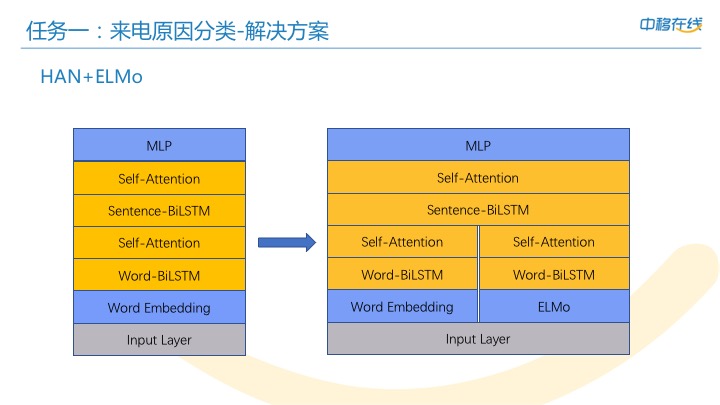 任务一：来电原因分类-解决方案
中移在线
HAN+ELMo
MLP
Self-Attention
Sentence-BiLSTM
Self-Attention
Word-BiLSTM
Word Embedding
Input Layer
MLP
Self-Attention
Sentence-BiLSTM
Self-Attention
Self-Attention
Word-BiLSTM
Word-BiLSTM
Word Embedding
ELMo
Input Layer